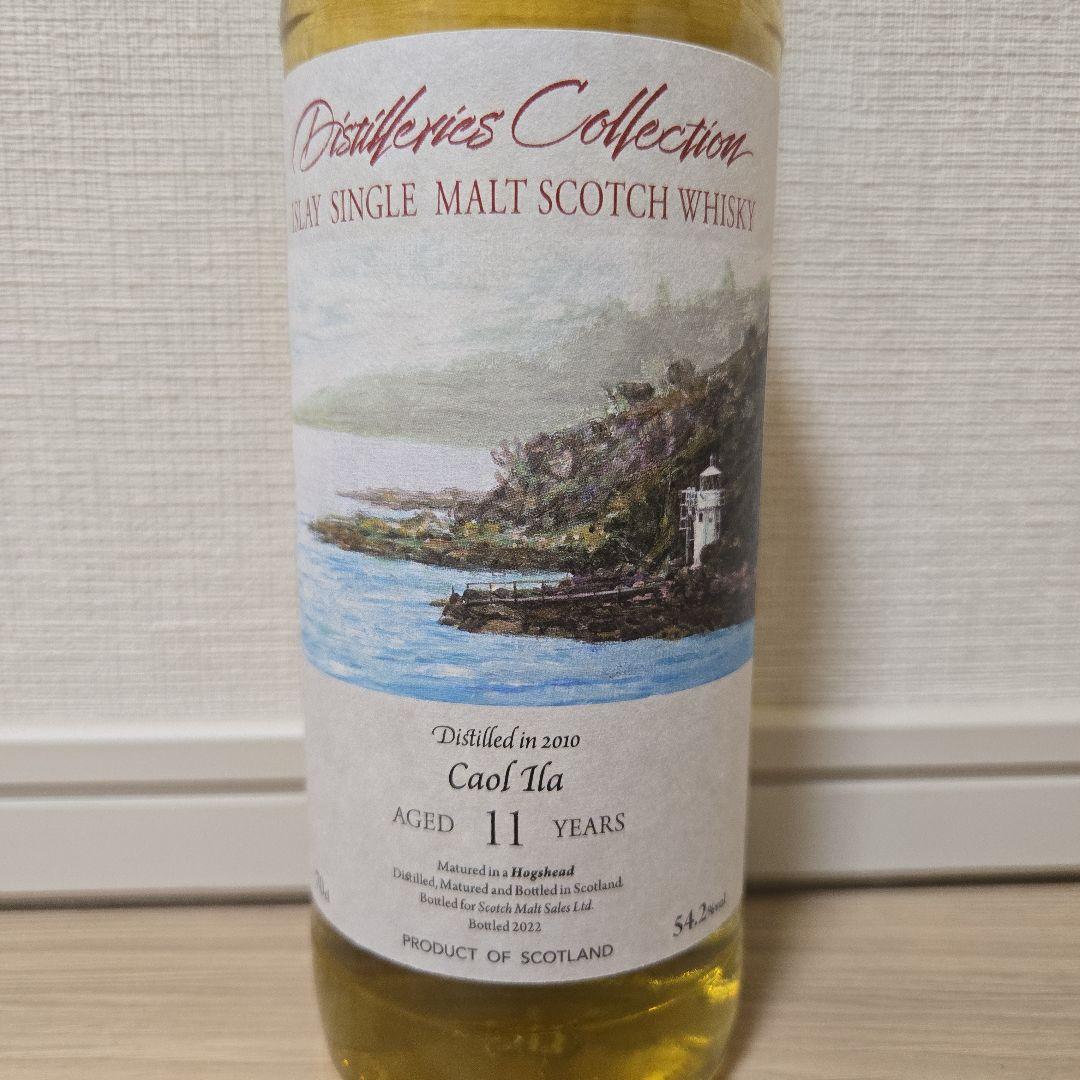 Distilleries Collection
ISLAY SINGLE MALT SCOTCH WHISKY
Distilled in 2010
Caol Ila
AGED 11 YEARS
Matured in a Hogshead
Distilled, Matured and Bottled in Scotland
Bottled for Scotch Malt Sales Ltd.
Bottled 2022
54.2%vol
PRODUCT OF SCOTLAND